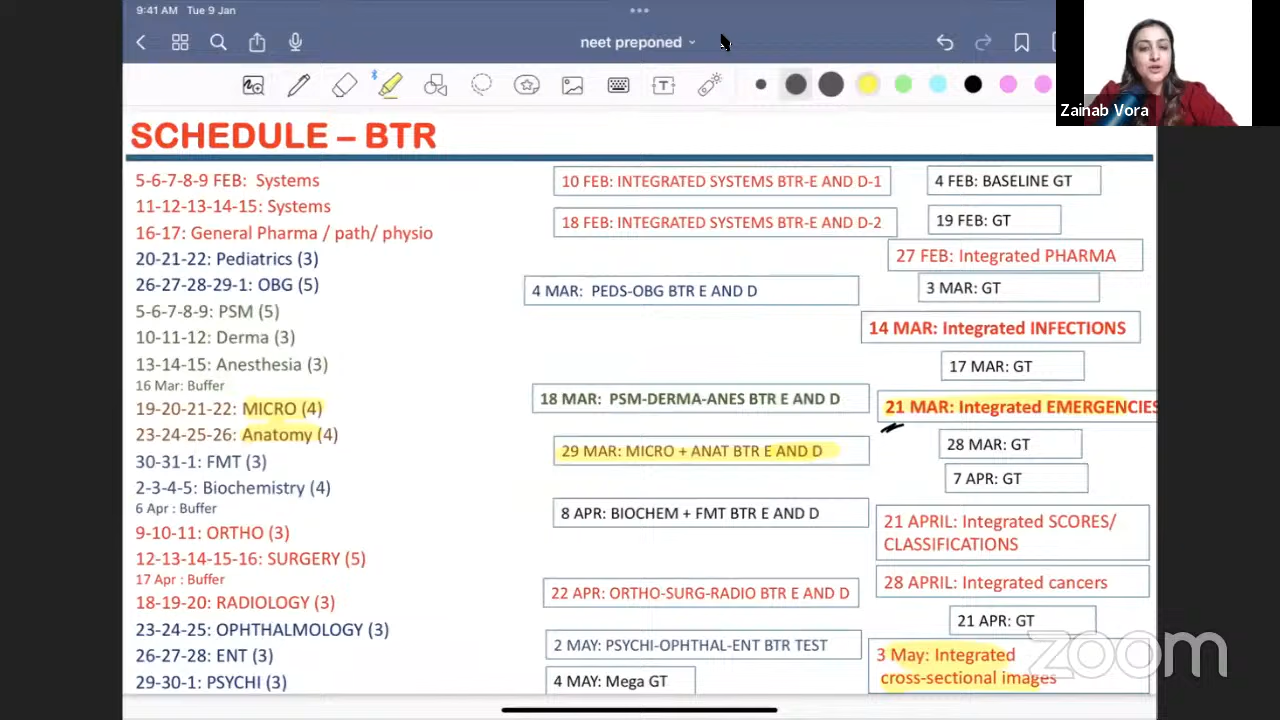 9:41 AM Tue 9 Jan
neet preponed
Zainab Vora
SCHEDULE – BTR
5-6-7-8-9 FEB: Systems
11-12-13-14-15: Systems
16-17: General Pharma / path/ physio
20-21-22: Pediatrics (3)
26-27-28-29-1: OBG (5)
5-6-7-8-9: PSM (5)
10-11-12: Derma (3)
13-14-15: Anesthesia (3)
16 Mar: Buffer
19-20-21-22: MICRO (4)
23-24-25-26: Anatomy (4)
30-31-1: FMT (3)
2-3-4-5: Biochemistry (4)
6 Apr : Buffer
9-10-11: ORTHO (3)
12-13-14-15-16: SURGERY (5)
17 Apr : Buffer
18-19-20: RADIOLOGY (3)
23-24-25: OPHTHALMOLOGY (3)
26-27-28: ENT (3)
29-30-1: PSYCHI (3)
10 FEB: INTEGRATED SYSTEMS BTR-E AND D-1
18 FEB: INTEGRATED SYSTEMS BTR-E AND D-2
4 MAR: PEDS-OBG BTR E AND D
18 MAR: PSM-DERMA-ANES BTR E AND D
29 MAR: MICRO + ANAT BTR E AND D
8 APR: BIOCHEM + FMT BTR E AND D
22 APR: ORTHO-SURG-RADIO BTR E AND D
2 MAY: PSYCHI-OPHTHAL-ENT BTR TEST
4 MAY: Mega GT
4 FEB: BASELINE GT
19 FEB: GT
27 FEB: Integrated PHARMA
3 MAR: GT
14 MAR: Integrated INFECTIONS
17 MAR: GT
21 MAR: Integrated EMERGENCIES
28 MAR: GT
7 APR: GT
21 APRIL: Integrated SCORES/
CLASSIFICATIONS
28 APRIL: Integrated cancers
21 APR: GT
3 May: Integrated
cross-sectional images
zoom